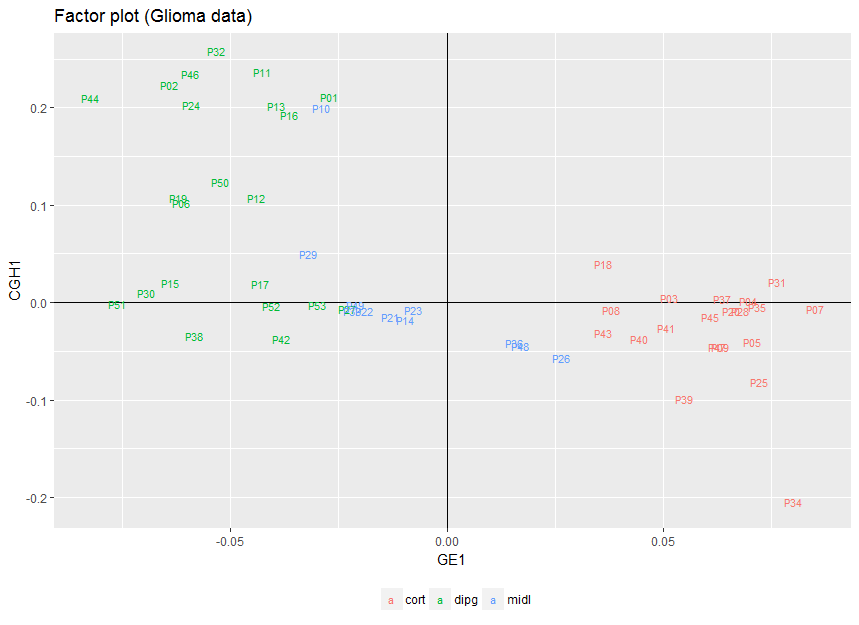 Factor plot (Glioma data)
P32
P46 P11
P02
P44 P01
P24 P13 P10
P16
0.2
P50
P19 P12
P06
0.1
P29
P18
P15 P17 P31
P30
P51 P52 P53 P23 P08 P03 P37 P04 P35 P07
0.0
P21 P14 P45 P28
P38 P42 P43 P40 P41 P05
P48
P26
P25
P39
-0.1
P34
-0.2
CGH1
-0.05 0.00 0.05
GE1
a cort a dipg a midl